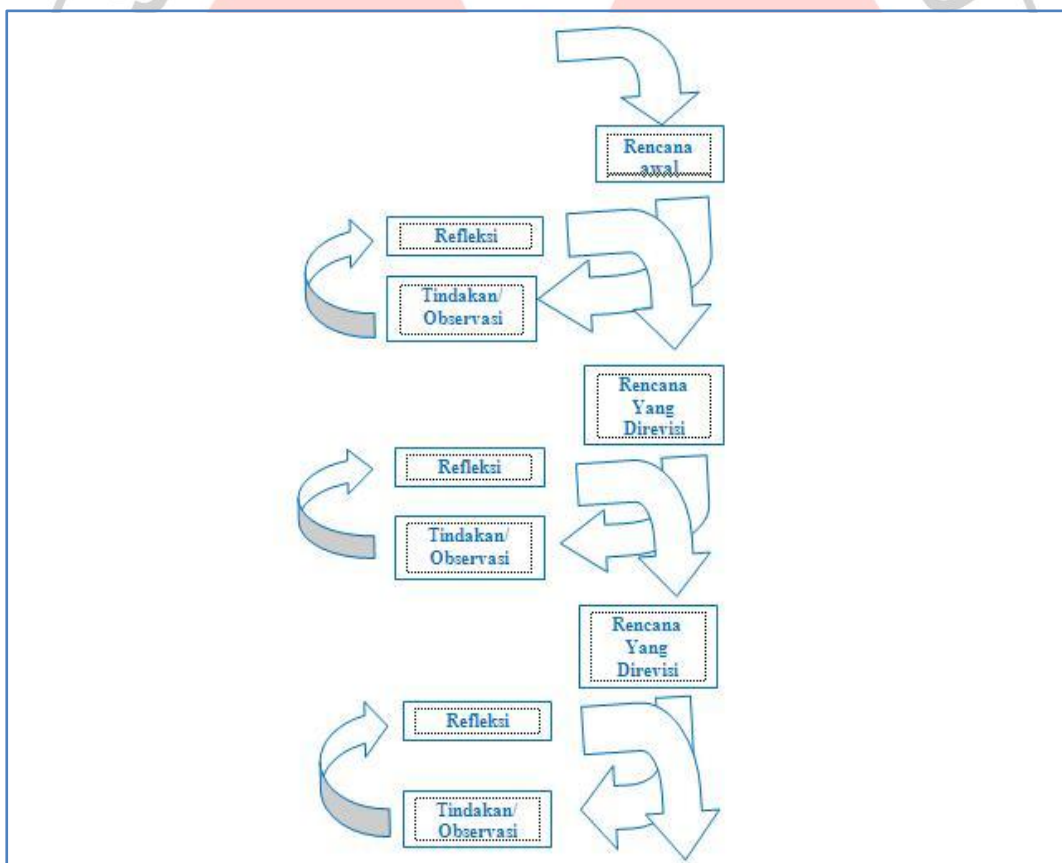 Rencana
awal
Refleksi
Tindakan/
Observasi
Rencana
Yang
Direvisi
Refleksi
Tindakan/
Observasi
Rencana
Yang
Direvisi
Refleksi
Tindakan/
Observasi